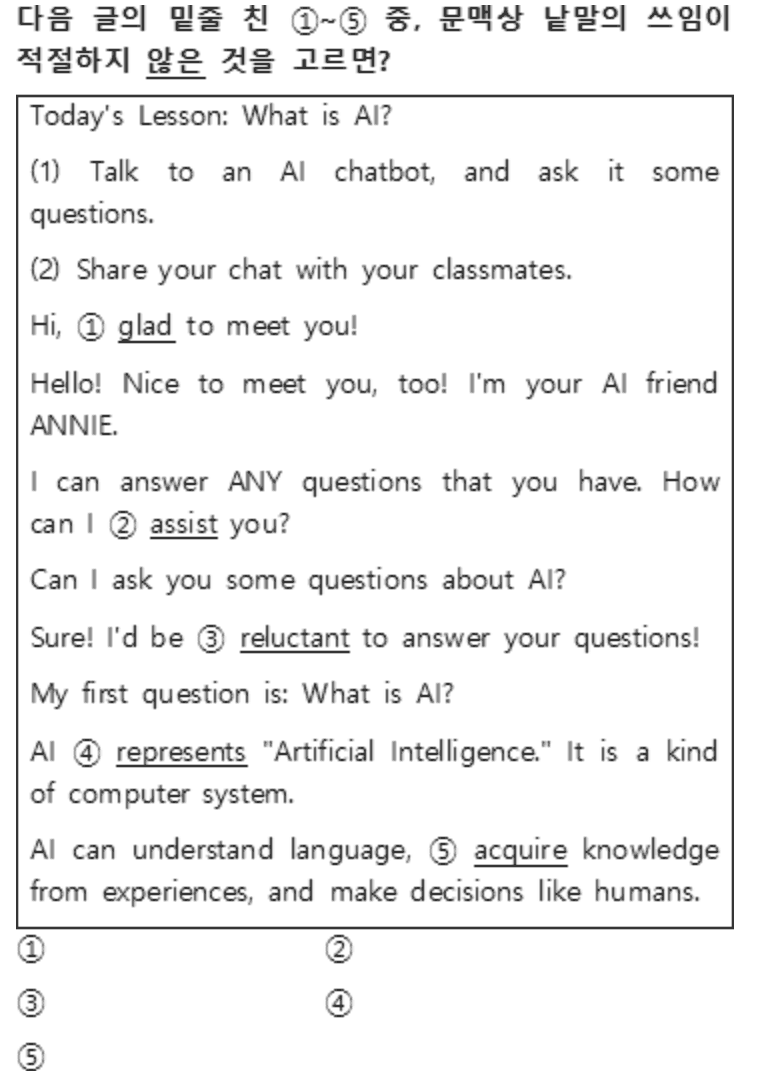 다음 글의 밑줄 친 ①~⑤ 중, 문맥상 낱말의 쓰임이
적절하지 않은 것을 고르면?
Today's Lesson: What is AI?
(1) Talk to an AI chatbot, and ask it some
questions.
(2) Share your chat with your classmates.
Hi, ① glad to meet you!
Hello! Nice to meet you, too! I'm your AI friend
ANNIE.
I can answer ANY questions that you have. How
can I ② assist you?
Can I ask you some questions about AI?
Sure! I'd be ③ reluctant to answer your questions!
My first question is: What is AI?
AI ④ represents "Artificial Intelligence." It is a kind
of computer system.
AI can understand language, ⑤ acquire knowledge
from experiences, and make decisions like humans.
① ②
③ ④
⑤